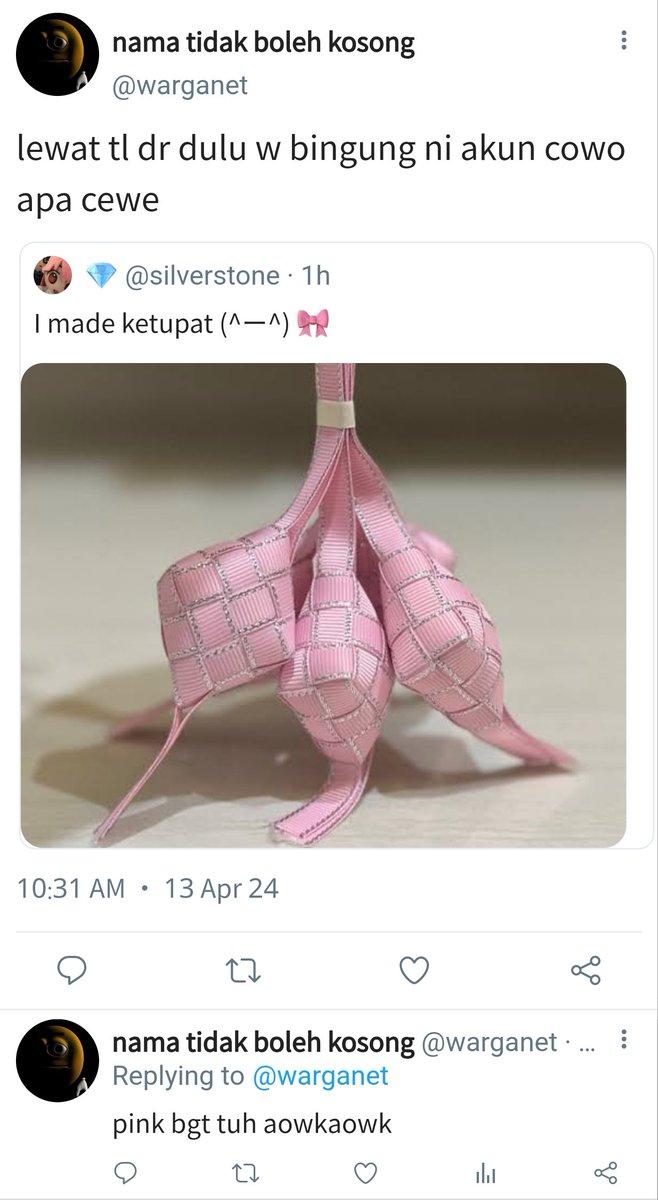 nama tidak boleh kosong
@warganet
lewat tl dr dulu w bingung ni akun cowo
apa cewe
💎 @silverstone · 1h
I made ketupat (^ー^) 🎀
10:31 AM • 13 Apr 24
nama tidak boleh kosong @warganet · ...
Replying to @warganet
pink bgt tuh aowkaowk